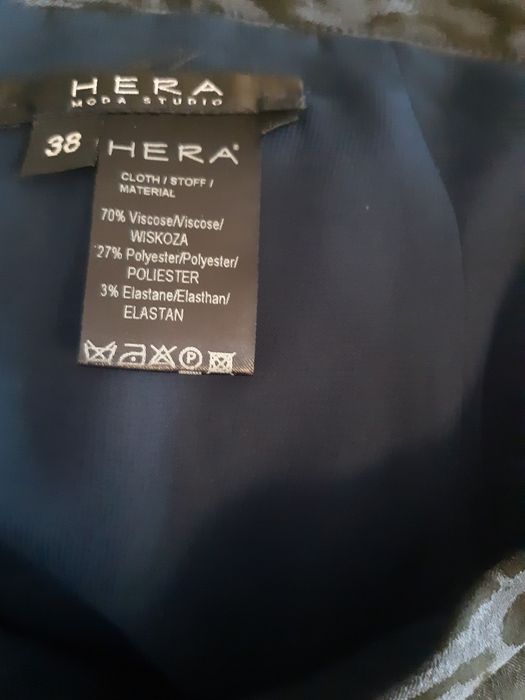 HERA
MODA STUDIO
38
HERA®
CLOTH / STOFF /
MATERIAL
70% Viscose/Viscose/
WISKOZA
27% Polyester/Polyester/
POLIESTER
3% Elastane/Elasthan/
ELASTAN
P